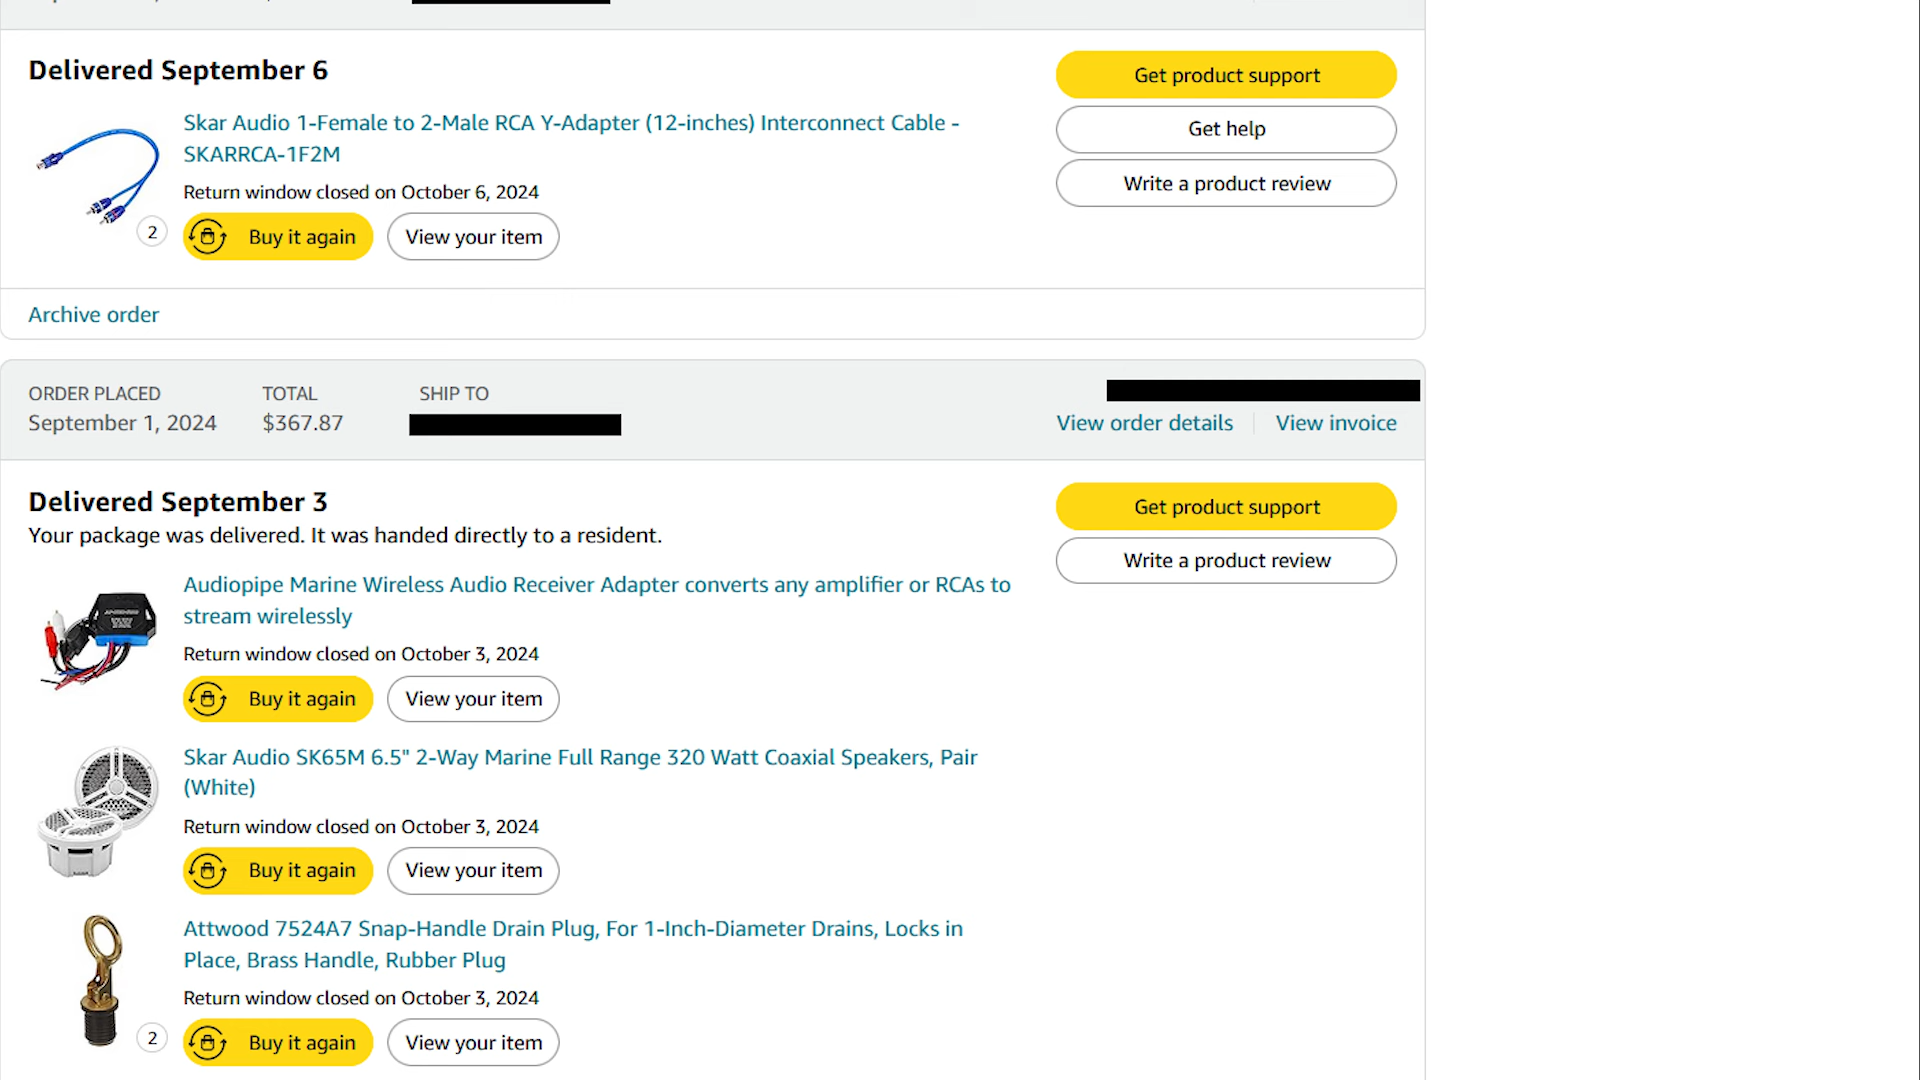 Delivered September 6
Get product support
Get help
Write a product review
Skar Audio 1-Female to 2-Male RCA Y-Adapter (12-inches) Interconnect Cable -
SKARRCA-1F2M
Return window closed on October 6, 2024
2
Buy it again
View your item
Archive order
ORDER PLACED
September 1, 2024
TOTAL
$367.87
SHIP TO
View order details
View invoice
Delivered September 3
Your package was delivered. It was handed directly to a resident.
Get product support
Write a product review
Audiopipe Marine Wireless Audio Receiver Adapter converts any amplifier or RCAs to
stream wirelessly
Return window closed on October 3, 2024
Buy it again
View your item
Skar Audio SK65M 6.5" 2-Way Marine Full Range 320 Watt Coaxial Speakers, Pair
(White)
Return window closed on October 3, 2024
Buy it again
View your item
Attwood 7524A7 Snap-Handle Drain Plug, For 1-Inch-Diameter Drains, Locks in
Place, Brass Handle, Rubber Plug
Return window closed on October 3, 2024
2
Buy it again
View your item